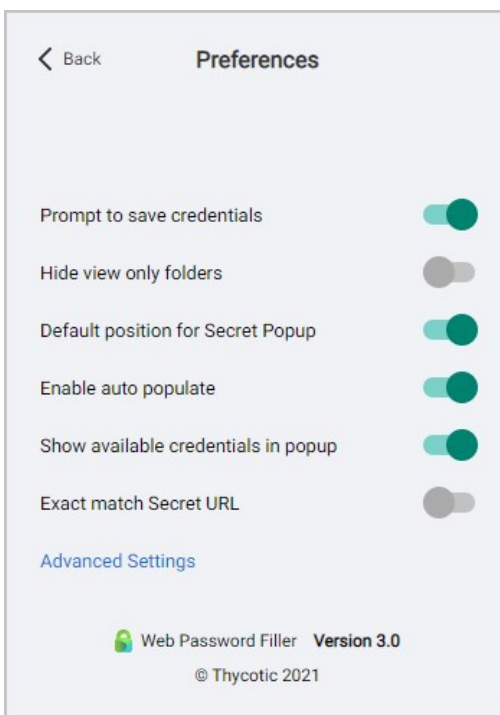 Back Preferences
Prompt to save credentials
Hide view only folders
Default position for Secret Popup
Enable auto populate
Show available credentials in popup
Exact match Secret URL
Advanced Settings
Web Password Filler Version 3.0
© Thycotic 2021